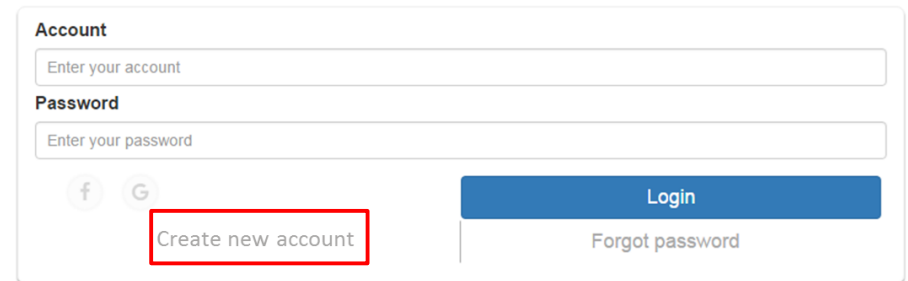 Account
Enter your account
Password
Enter your password
f G Login
Create new account Forgot password